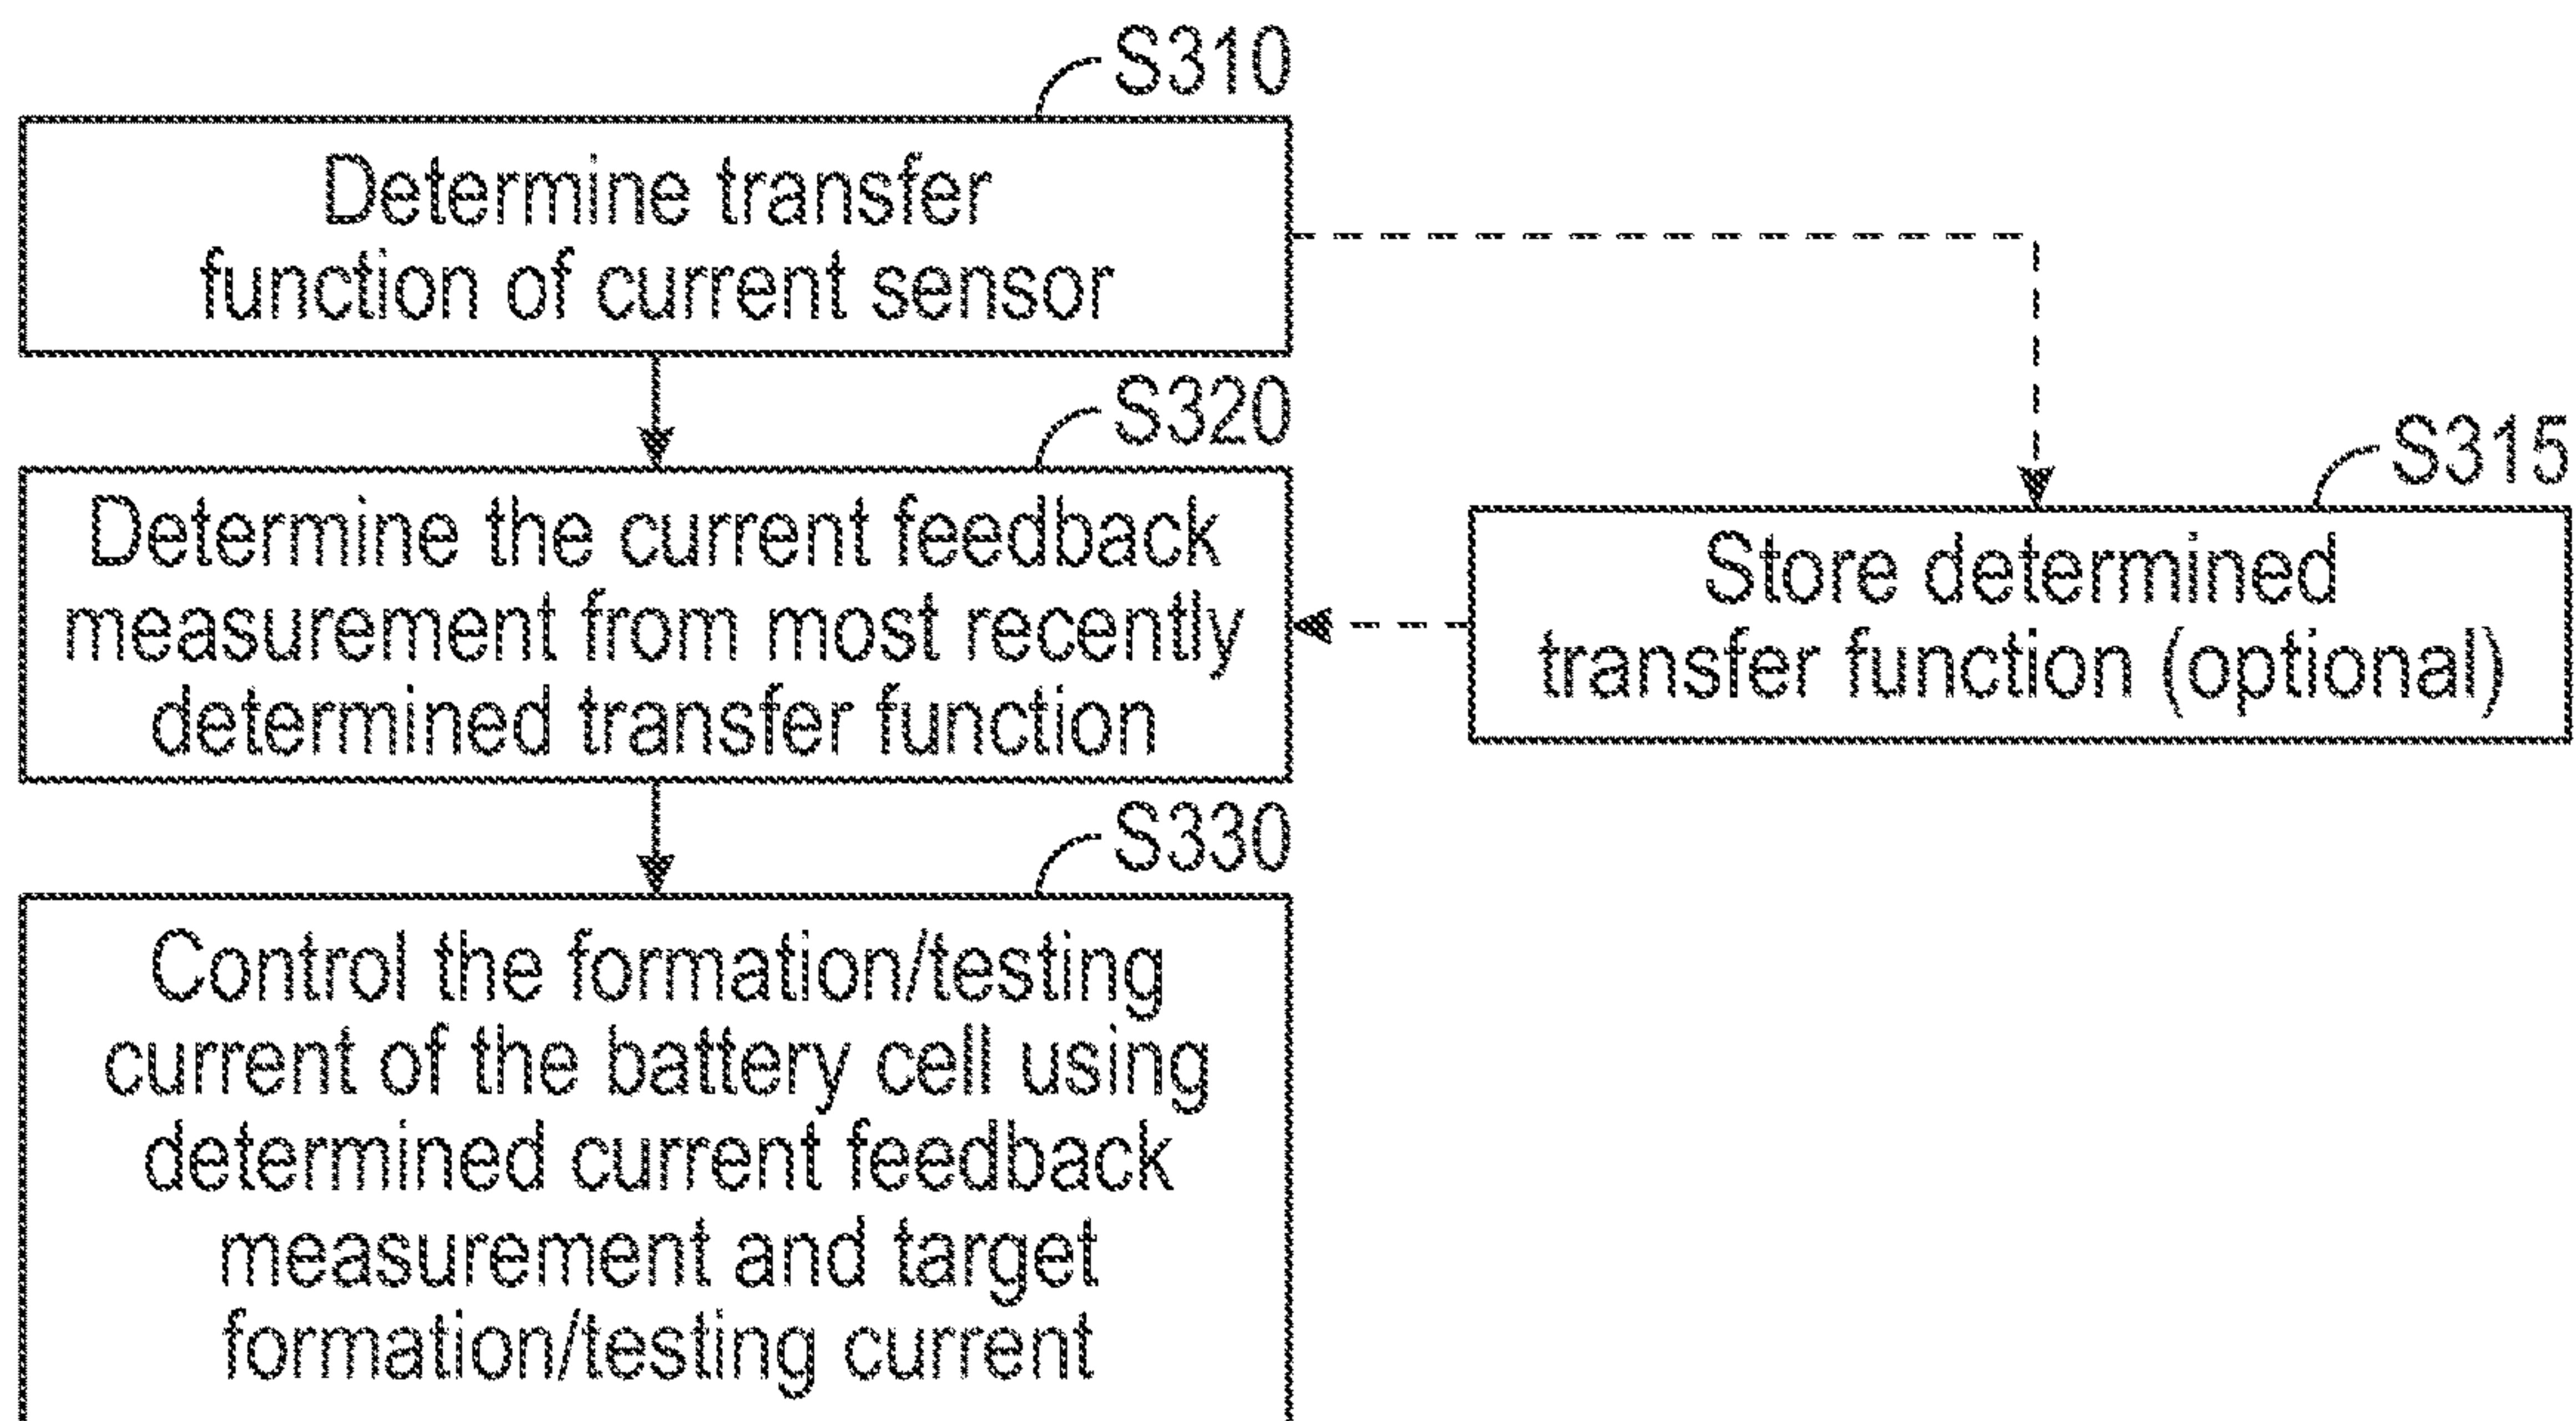 S310
Determine transfer
function of current sensor
S320
Determine the current feedback
measurement from most recently
determined transfer function
S315
Store determined
transfer function (optional)
S330
Control the formation/testing
current of the battery cell using
determined current feedback
measurement and target
formation/testing current